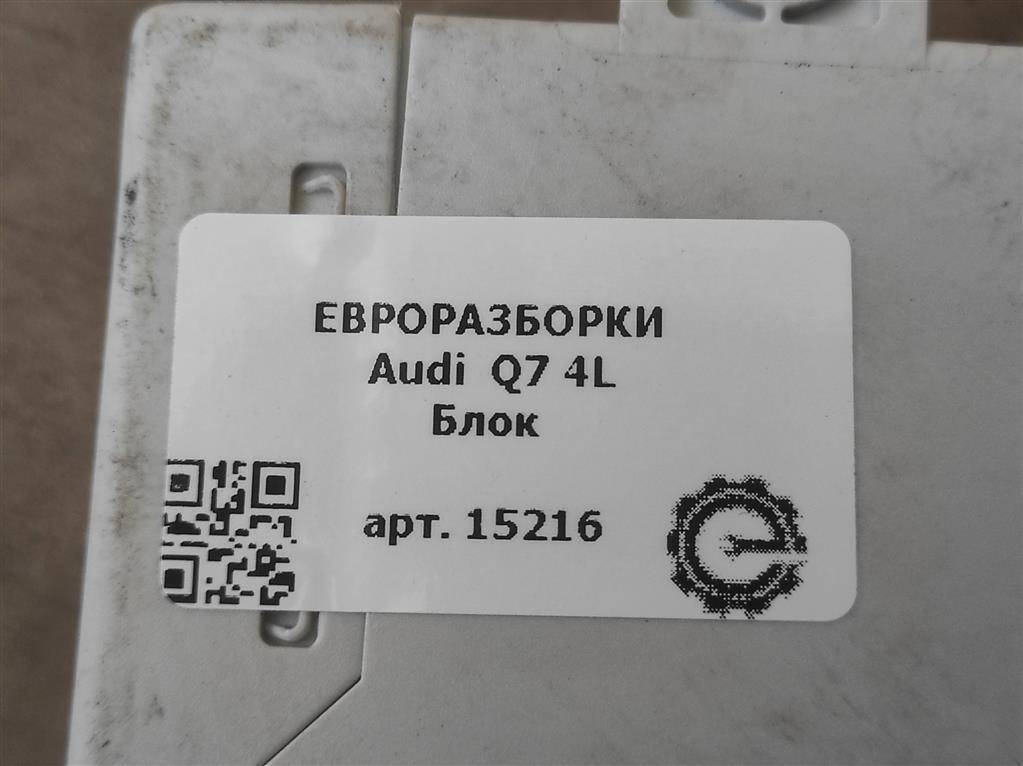 ЕВРОРАЗБОРКИ
Audi Q7 4L
Блок
арт. 15216